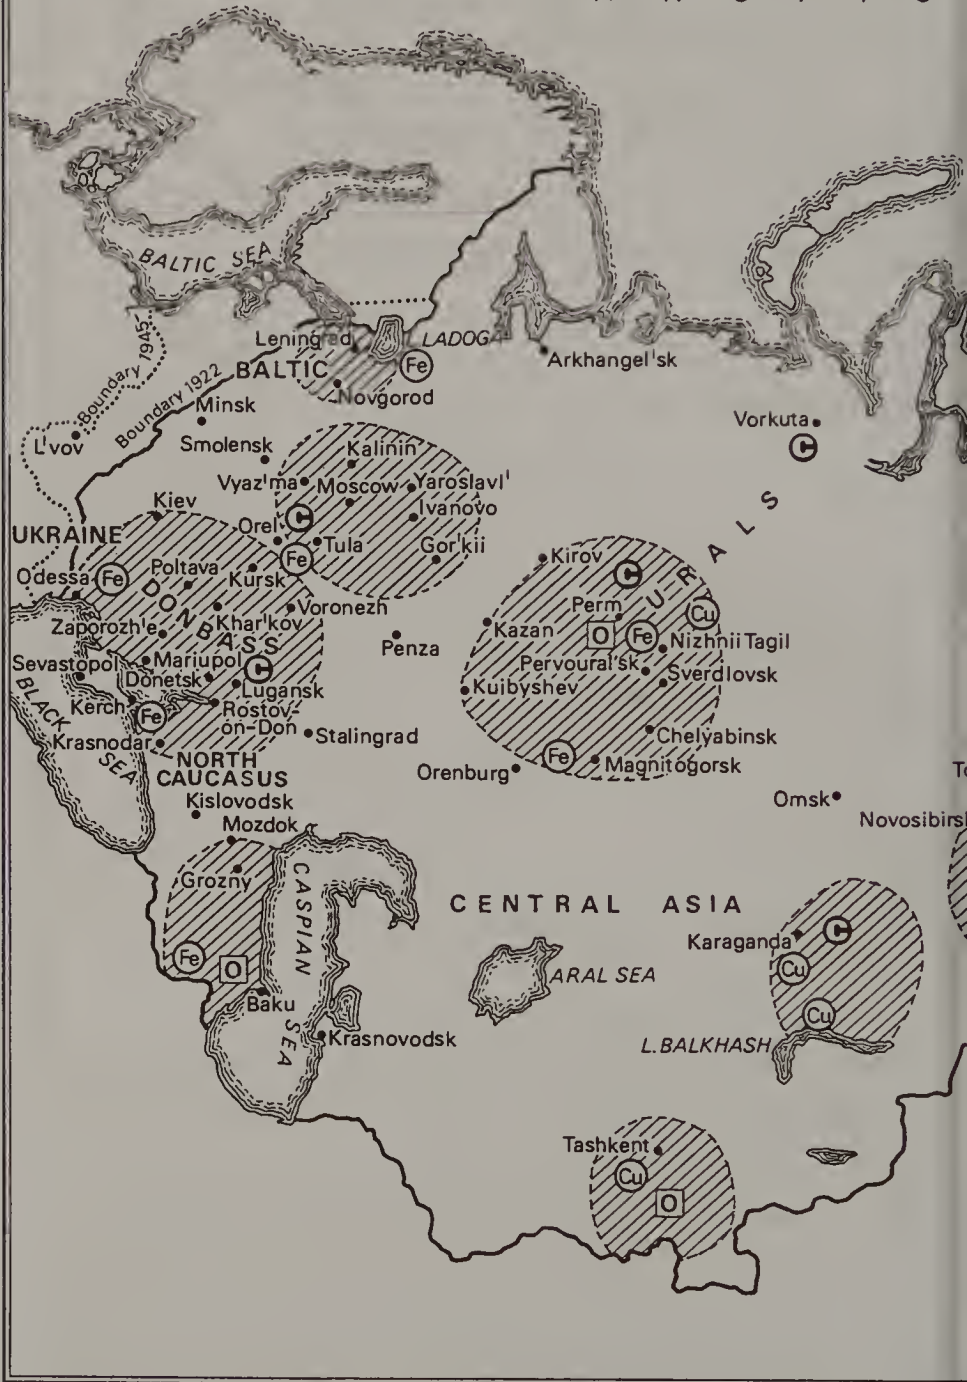 BALTIC SEA
Boundary 1945-
Boundary 1922
Leningrad
LADOG
Fe
Arkhangel'sk
BALTIC
Novgorod
Minsk
L'vov
Smolensk
Vorkuta
C
Kalinin
Vyaz'ma
Moscow
Yaroslavl'
Ivanovo
Kiev
Orel
C
Tula
Gor'kii
Fe
UKRAINE
Odessa
Fe
Poltava
Kursk
Voronezh
DONBASS
Khar'kov
Zaporozh'e
Penza
Sevastopol
Mariupol
Donetsk
C
Lugansk
Kerch
Fe
Rostov
on-Don
Krasnodar
Stalingrad
BLACK
SEA
NORTH
CAUCASUS
Kislovodsk
Mozdok
Grozny
URALS
Kirov
C
Perm
Cu
Kazan
O
Fe
Nizhnii Tagil
Pervoural'sk
Sverdlovsk
Kuibyshev
Chelyabinsk
Fe
Magnitogorsk
Orenburg
Omsk
Novosibirs
CASPIAN
SEA
CENTRAL ASIA
Karaganda
C
Cu
Cu
ARAL SEA
Fe
O
Baku
Krasnovodsk
L. BALKHASH
Tashkent
Cu
O